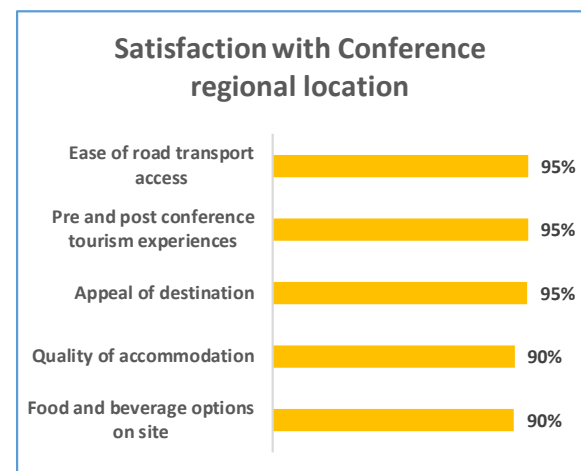 Satisfaction with Conference
regional location
Ease of road transport
access
95%
Pre and post conference
tourism experiences
95%
Appeal of destination
95%
Quality of accommodation
90%
Food and beverage options
on site
90%